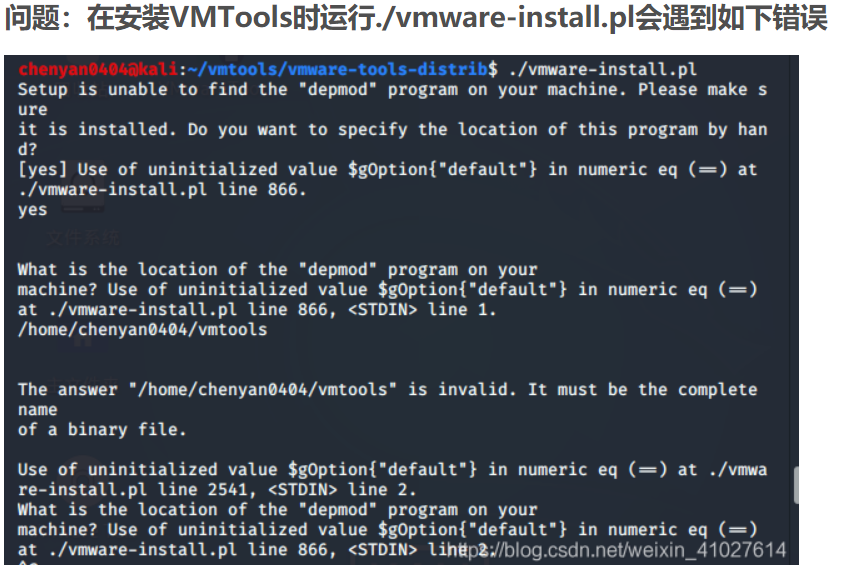 问题：在安装VMTools时运行./vmware-install.pl会遇到如下错误
chenyan0404@kali:~/vmtools/vmware-tools-distrib$ ./vmware-install.pl
Setup is unable to find the "depmod" program on your machine. Please make s
ure
it is installed. Do you want to specify the location of this program by han
d?
[yes] Use of uninitialized value $gOption{"default"} in numeric eq (==) at
./vmware-install.pl line 866.
yes
文件系统
What is the location of the "depmod" program on your
machine? Use of uninitialized value $gOption{"default"} in numeric eq (==)
at ./vmware-install.pl line 866, <STDIN> line 1.
/home/chenyan0404/vmtools
The answer "/home/chenyan0404/vmtools" is invalid. It must be the complete
name
of a binary file.
Use of uninitialized value $gOption{"default"} in numeric eq (==) at ./vmwa
re-install.pl line 2541, <STDIN> line 2.
What is the location of the "depmod" program on your
machine? Use of uninitialized value $gOption{"default"} in numeric eq (==)
at ./vmware-install.pl line 866, <STDIN> line 2.
https://blog.csdn.net/weixin_41027614